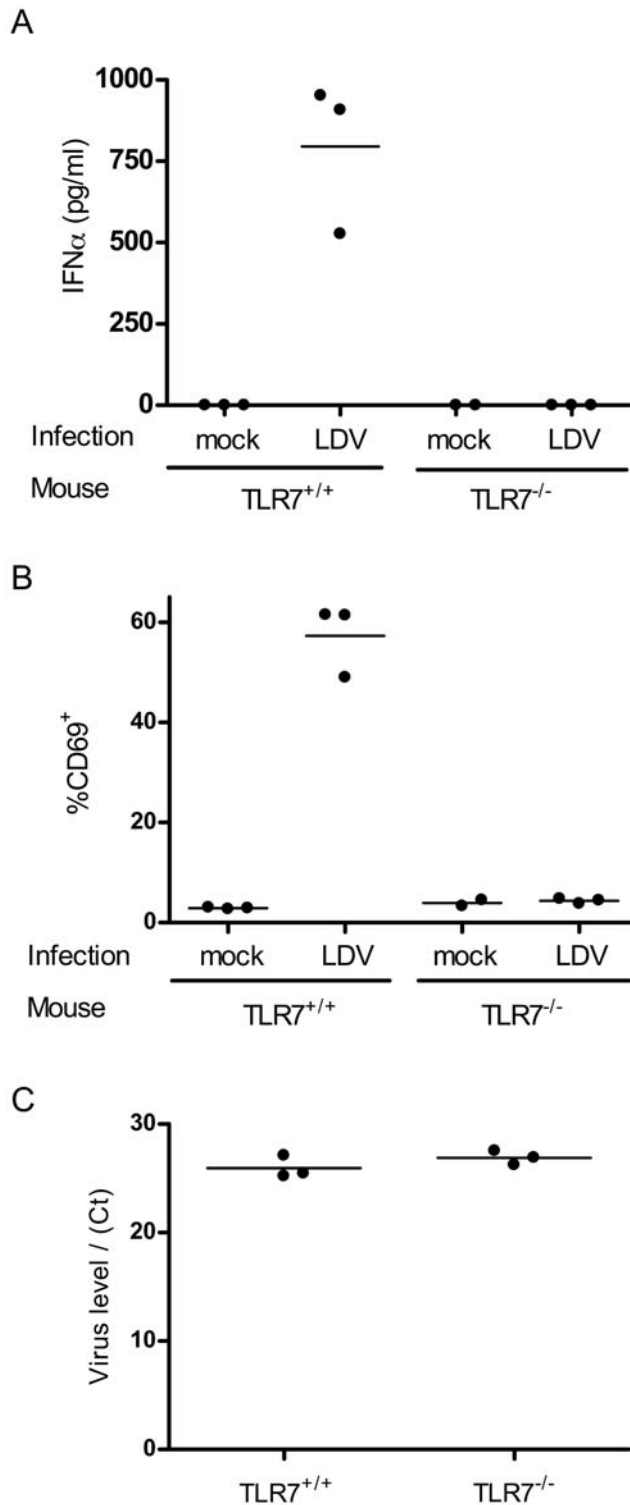 A
1000
750
500
250
0
IFNα (pg/ml)
Infection mock LDV mock LDV
Mouse TLR7+/+ TLR7-/-
B
60
40
20
0
%CD69+
Infection mock LDV mock LDV
Mouse TLR7+/+ TLR7-/-
C
30
20
10
0
Virus level / (Ct)
TLR7+/+ TLR7-/-